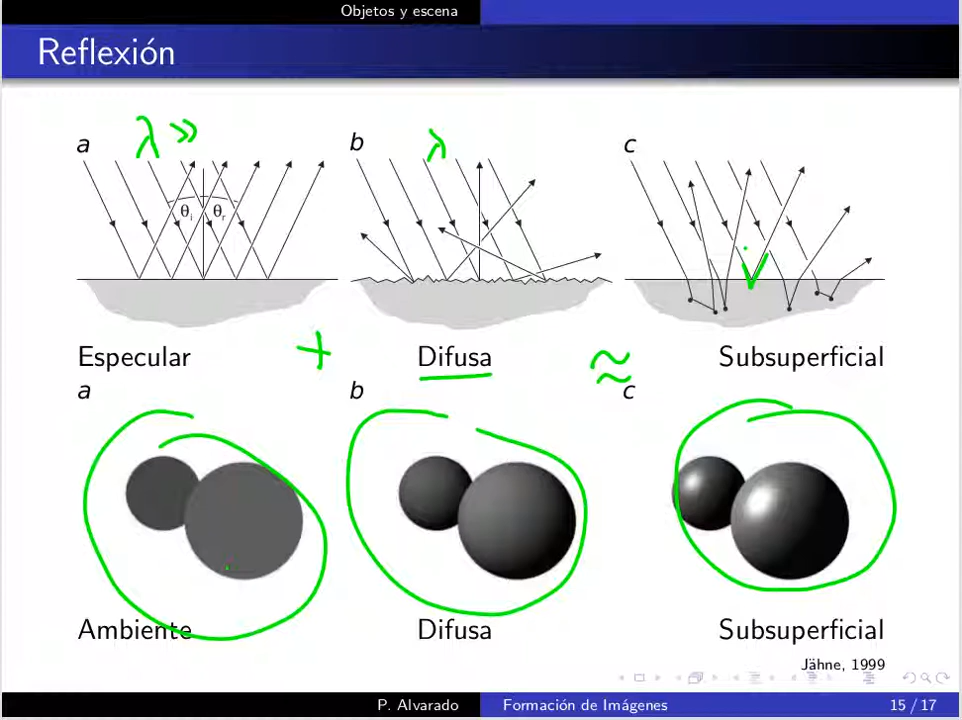 Objetos y escena
Reflexión
λ ≫
λ
a
b
c
θi θr
Especular + Difusa ≈ Subsuperficial
a
b
c
Ambiente
Difusa
Subsuperficial
Jähne, 1999
P. Alvarado
Formación de Imágenes
15 / 17